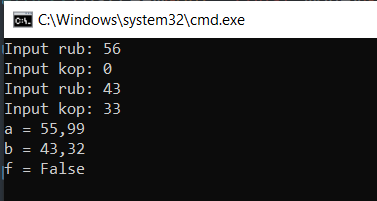 C:\Windows\system32\cmd.exe
Input rub: 56
Input kop: 0
Input rub: 43
Input kop: 33
a = 55,99
b = 43,32
f = False